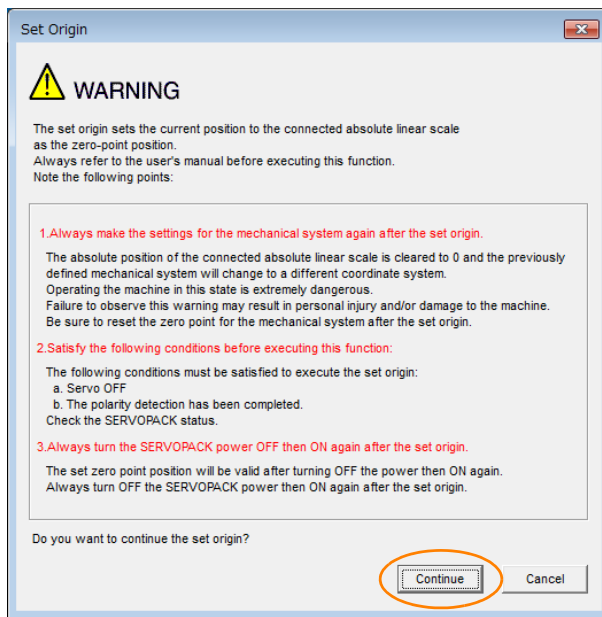 Set Origin
WARNING
The set origin sets the current position to the connected absolute linear scale
as the zero-point position.
Always refer to the user's manual before executing this function.
Note the following points:
1.Always make the settings for the mechanical system again after the set origin.
The absolute position of the connected absolute linear scale is cleared to 0 and the previously
defined mechanical system will change to a different coordinate system.
Operating the machine in this state is extremely dangerous.
Failure to observe this warning may result in personal injury and/or damage to the machine.
Be sure to reset the zero point for the mechanical system after the set origin.
2.Satisfy the following conditions before executing this function:
The following conditions must be satisfied to execute the set origin:
a. Servo OFF
b. The polarity detection has been completed.
Check the SERVOPACK status.
3.Always turn the SERVOPACK power OFF then ON again after the set origin.
The set zero point position will be valid after turning OFF the power then ON again.
Always turn OFF the SERVOPACK power then ON again after the set origin.
Do you want to continue the set origin?
Continue Cancel